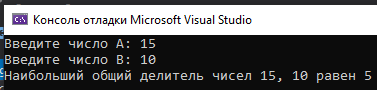 Консоль отладки Microsoft Visual Studio
Введите число A: 15
Введите число B: 10
Наибольший общий делитель чисел 15, 10 равен 5